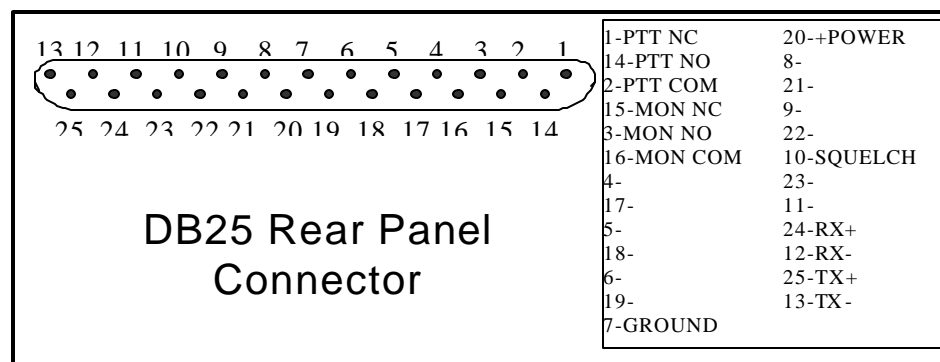 13 12 11 10 9 8 7 6 5 4 3 2 1
25 24 23 22 21 20 19 18 17 16 15 14
DB25 Rear Panel
Connector
1-PTT NC
14-PTT NO
2-PTT COM
15-MON NC
3-MON NO
16-MON COM
4-
17-
5-
18-
6-
19-
7-GROUND
20-+POWER
8-
21-
9-
22-
10-SQUELCH
23-
11-
24-RX+
12-RX-
25-TX+
13-TX-